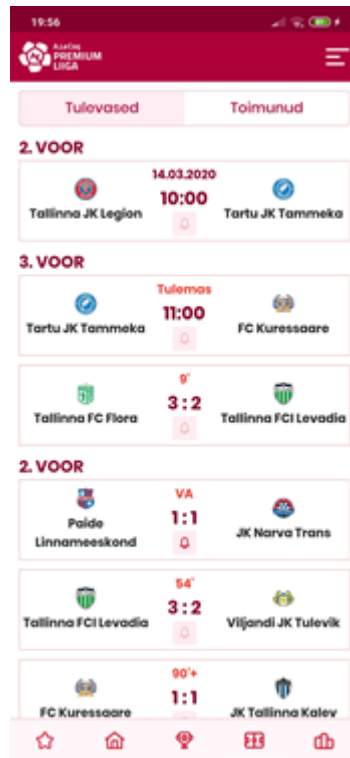 19:56
A.LeCoq
PREMIUM
LIIGA
Tulevased Toimunud
2. VOOR
14.03.2020
Tallinna JK Legion 10:00 Tartu JK Tammeka
3. VOOR
Tulemas
Tartu JK Tammeka 11:00 FC Kuressaare
9'
Tallinna FC Flora 3 : 2 Tallinna FCI Levadia
2. VOOR
VA
Paide
Linnameeskond 1 : 1 JK Narva Trans
54'
Tallinna FCI Levadia 3 : 2 Viljandi JK Tulevik
90'+
FC Kuressaare 1 : 1 JK Tallinna Kalev